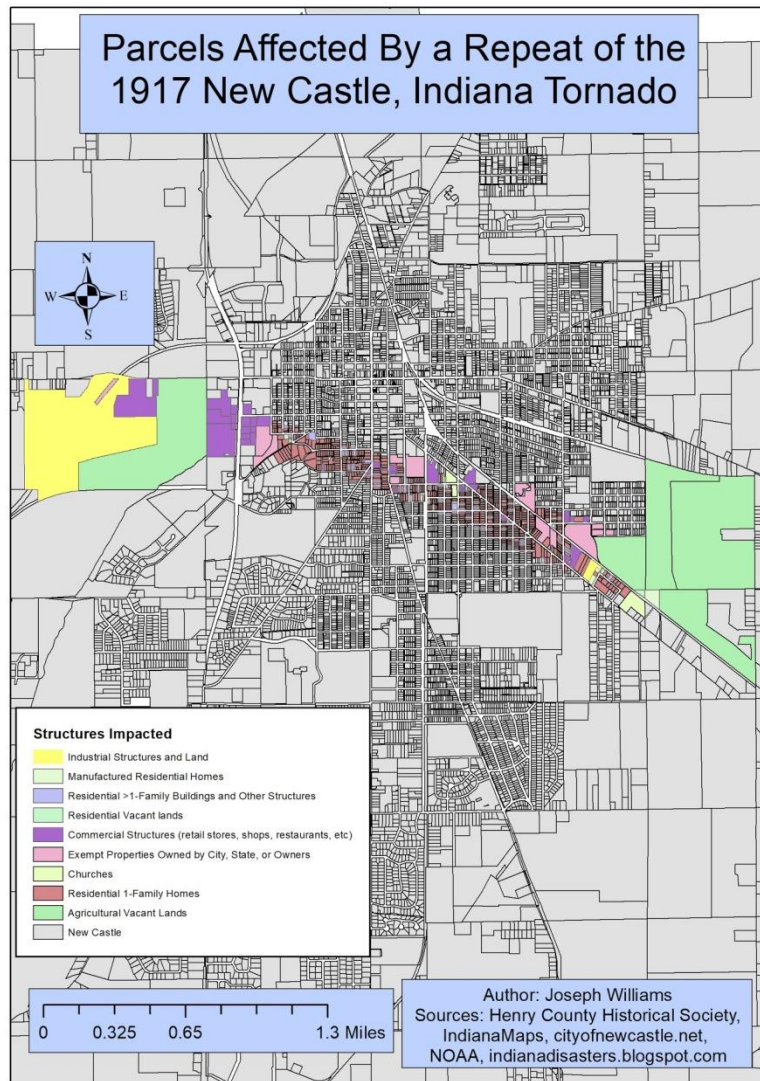 Parcels Affected By a Repeat of the
1917 New Castle, Indiana Tornado
N
W
E
S
Structures Impacted
Industrial Structures and Land
Manufactured Residential Homes
Residential >1-Family Buildings and Other Structures
Residential Vacant lands
Commercial Structures (retail stores, shops, restaurants, etc)
Exempt Properties Owned by City, State, or Owners
Churches
Residential 1-Family Homes
Agricultural Vacant Lands
New Castle
0 0.325 0.65 1.3 Miles
Author: Joseph Williams
Sources: Henry County Historical Society,
IndianaMaps, cityofnewcastle.net,
NOAA, indianadisasters.blogspot.com